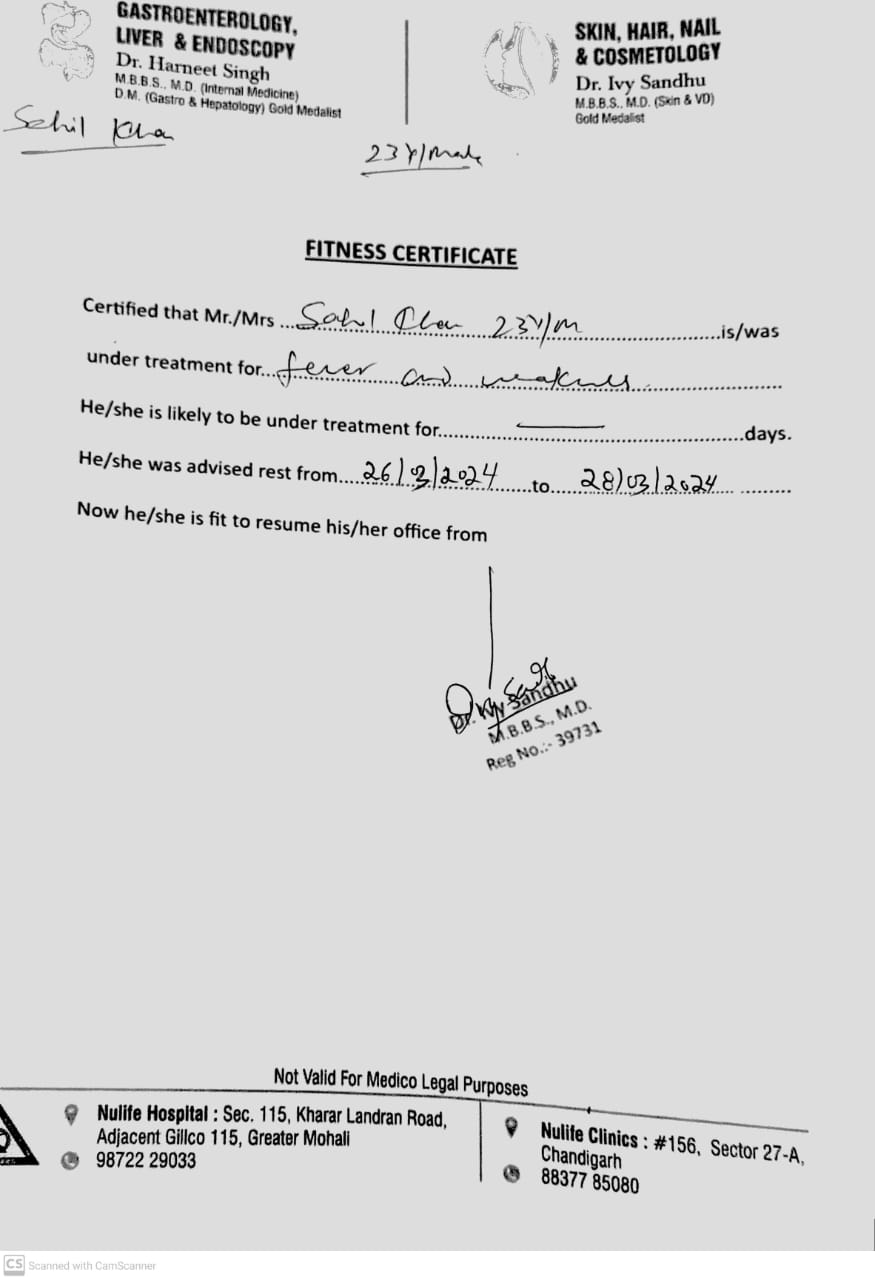 GASTROENTEROLOGY,
LIVER & ENDOSCOPY
Dr. Harneet Singh
M.B.B.S., M.D. (Internal Medicine)
D.M. (Gastro & Hepatology) Gold Medalist
SKIN, HAIR, NAIL
& COSMETOLOGY
Dr. Ivy Sandhu
M.B.B.S., M.D. (Skin & VD)
Gold Medalist
Sahil Khan
23 Y/Male
FITNESS CERTIFICATE
Certified that Mr./Mrs ...Sahil Khan 23Y/M...is/was
under treatment for...fever and weakness...
He/she is likely to be under treatment for...—...days.
He/she was advised rest from...26/03/2024...to...28/03/2024...
Now he/she is fit to resume his/her office from
Dr. Ivy Sandhu
M.B.B.S., M.D.
Reg No.:- 39731
Not Valid For Medico Legal Purposes
Nulife Hospital : Sec. 115, Kharar Landran Road,
Adjacent Gillco 115, Greater Mohali
98722 29033
Nulife Clinics : #156, Sector 27-A,
Chandigarh
88377 85080
CS Scanned with CamScanner